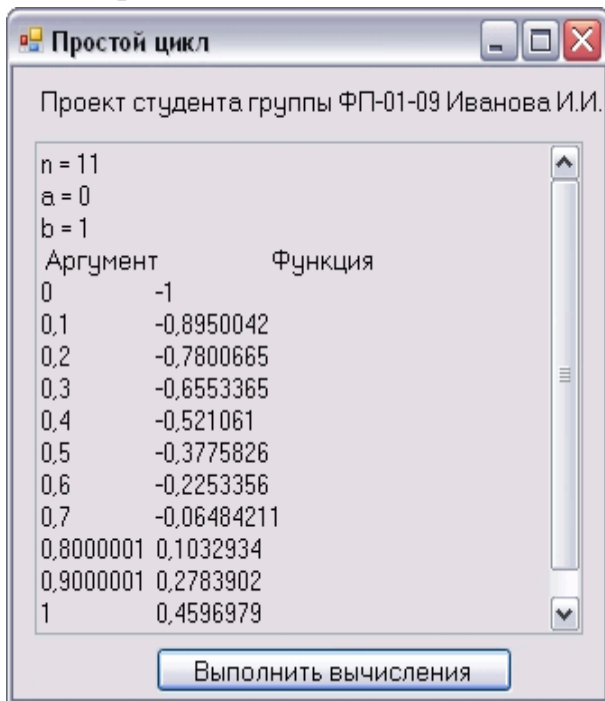 Простой цикл
Проект студента группы ФП-01-09 Иванова И.И.
n = 11
a = 0
b = 1
Аргумент Функция
0 -1
0,1 -0,8950042
0,2 -0,7800665
0,3 -0,6553365
0,4 -0,521061
0,5 -0,3775826
0,6 -0,2253356
0,7 -0,06484211
0,8000001 0,1032934
0,9000001 0,2783902
1 0,4596979
Выполнить вычисления